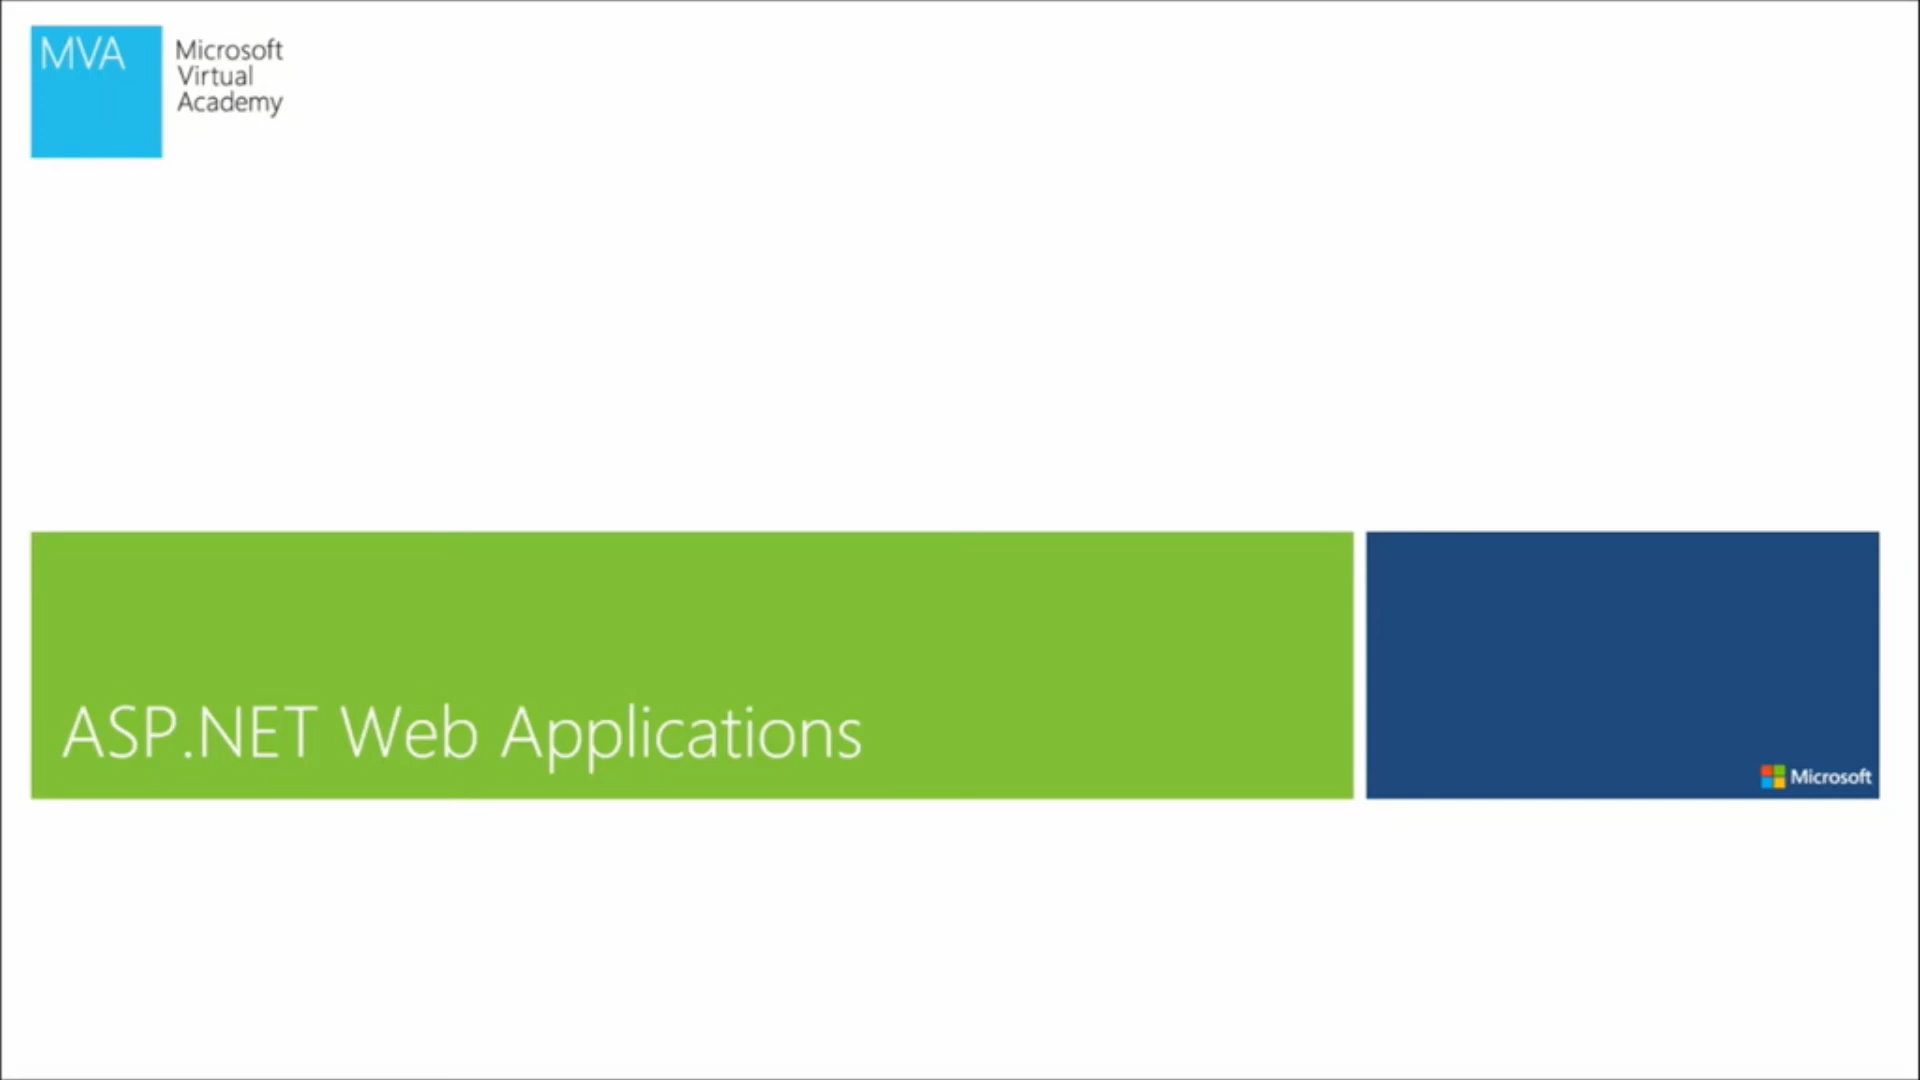 MVA
Microsoft
Virtual
Academy
ASP.NET Web Applications
Microsoft